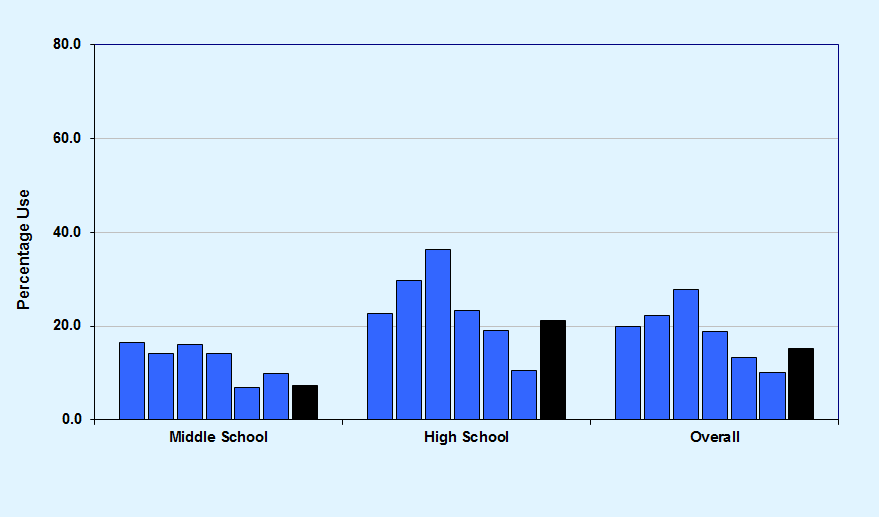 80.0
60.0
40.0
20.0
0.0
Percentage Use
Middle School
High School
Overall